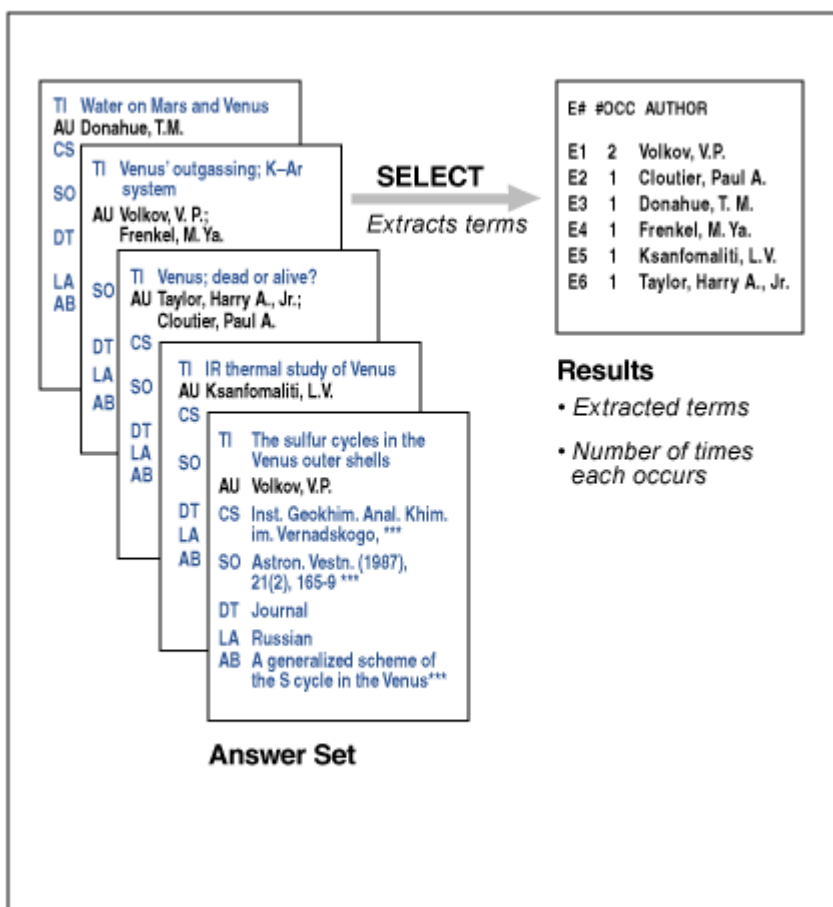 TI Water on Mars and Venus
AU Donahue, T.M.
CS
SO
DT
LA
AB
TI Venus' outgassing; K–Ar
system
AU Volkov, V. P.;
Frenkel, M. Ya.
SO
DT
LA
AB
TI Venus; dead or alive?
AU Taylor, Harry A., Jr.;
Cloutier, Paul A.
CS
SO
DT
LA
AB
TI IR thermal study of Venus
AU Ksanfomaliti, L.V.
CS
SO
DT
LA
AB
TI The sulfur cycles in the
Venus outer shells
AU Volkov, V.P.
CS Inst. Geokhim. Anal. Khim.
im. Vernadskogo, ***
SO Astron. Vestn. (1987),
21(2), 165-9 ***
DT Journal
LA Russian
AB A generalized scheme of
the S cycle in the Venus***
Answer Set
SELECT
Extracts terms
E# #OCC AUTHOR
E1 2 Volkov, V.P.
E2 1 Cloutier, Paul A.
E3 1 Donahue, T. M.
E4 1 Frenkel, M. Ya.
E5 1 Ksanfomaliti, L.V.
E6 1 Taylor, Harry A., Jr.
Results
• Extracted terms
• Number of times
each occurs